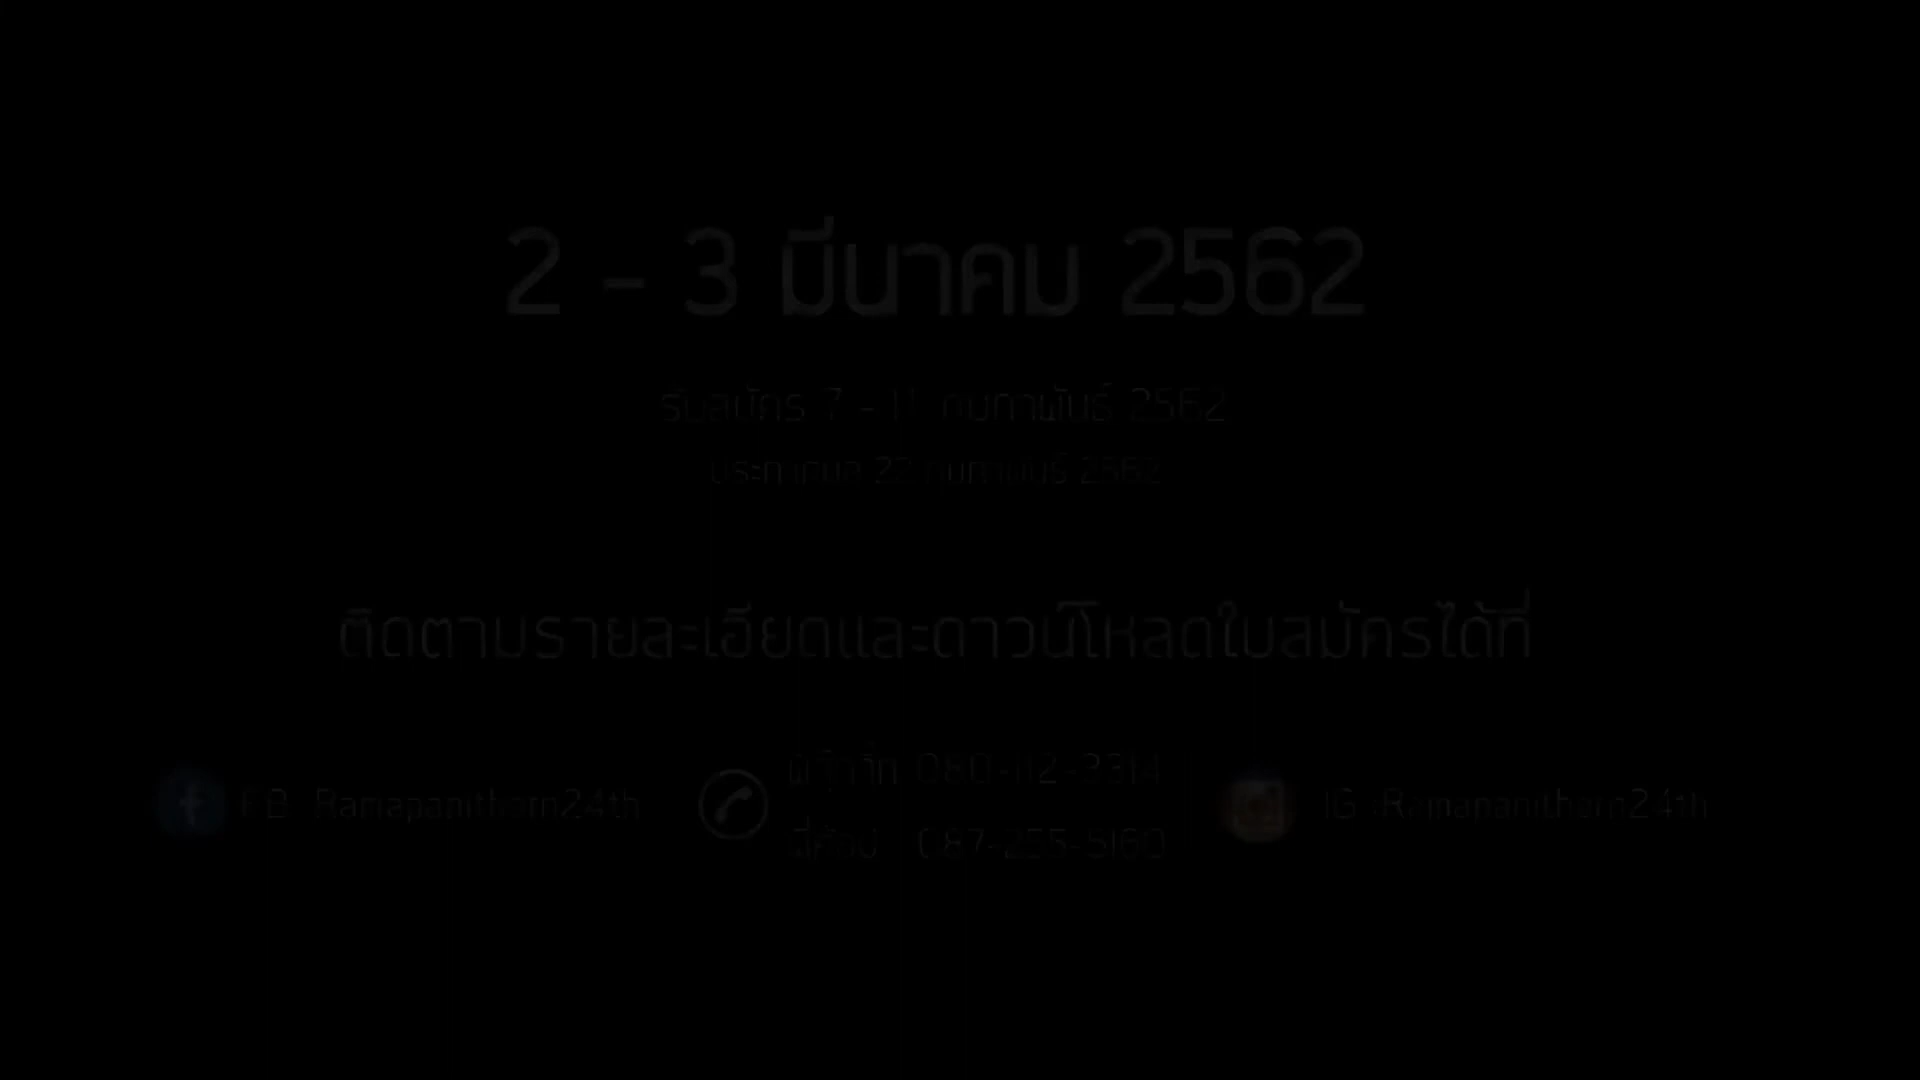 2 - 3 มีนาคม 2562
รับสมัคร 7 - 11 กุมภาพันธ์ 2562
ประกาศผล 22 กุมภาพันธ์ 2562
ติดตามรายละเอียดและดาวน์โหลดใบสมัครได้ที่
FB : Ramapanithern24th
080-112-3314
087-255-5160
IG : Ramapanithern24th